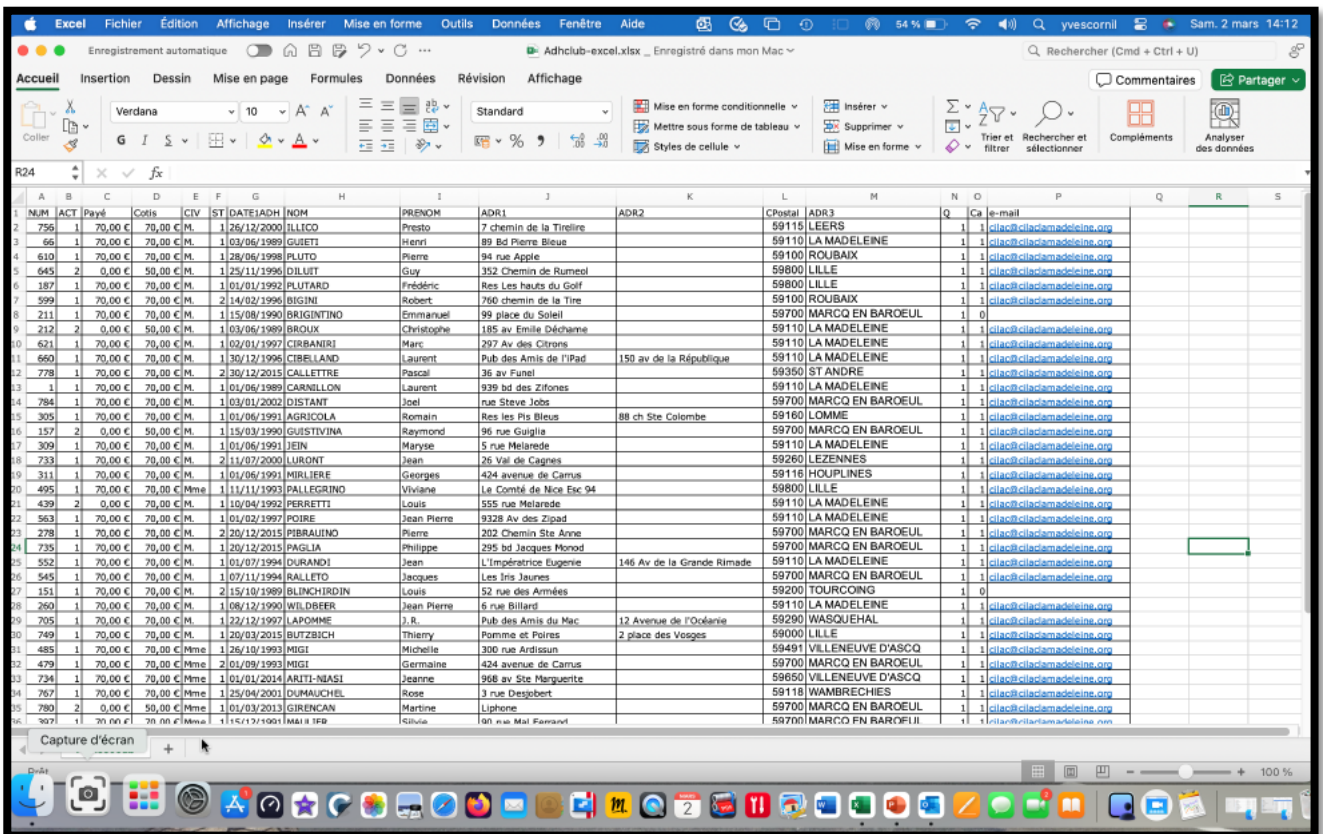 Excel Fichier Édition Affichage Insérer Mise en forme Outils Données Fenêtre Aide 54 % yvescornil Sam. 2 mars 14:12
Enregistrement automatique Adhclub-excel.xlsx _ Enregistré dans mon Mac Rechercher (Cmd + Ctrl + U)
Accueil Insertion Dessin Mise en page Formules Données Révision Affichage Commentaires Partager
Coller Verdana 10 Standard Mise en forme conditionnelle Insérer
Mettre sous forme de tableau Supprimer Trier et filtrer Rechercher et sélectionner Compléments Analyser des données
G I S Styles de cellule Mise en forme
R24 fx
A B C D E F G H I J K L M N O P Q R S
1 NUM ACT Payé Cotis CIV ST DATE1ADH NOM PRENOM ADR1 ADR2 CPostal ADR3 Q Ca e-mail
2 756 1 70,00 € 70,00 € M. 1 26/12/2000 ILLICO Presto 7 chemin de la Tirelire 59115 LEERS 1 1 cilac@cilaclamadeleine.org
3 66 1 70,00 € 70,00 € M. 1 03/06/1989 GUIETI Henri 89 Bd Pierre Bleue 59110 LA MADELEINE 1 1 cilac@cilaclamadeleine.org
4 610 1 70,00 € 70,00 € M. 1 28/06/1998 PLUTO Pierre 94 rue Apple 59100 ROUBAIX 1 1 cilac@cilaclamadeleine.org
5 645 2 0,00 € 50,00 € M. 1 25/11/1996 DILUIT Guy 352 Chemin de Rumeol 59800 LILLE 1 1 cilac@cilaclamadeleine.org
6 187 1 70,00 € 70,00 € M. 1 01/01/1992 PLUTARD Frédéric Res Les hauts du Golf 59800 LILLE 1 1 cilac@cilaclamadeleine.org
7 599 1 70,00 € 70,00 € M. 2 14/02/1996 BIGINI Robert 760 chemin de la Tire 59100 ROUBAIX 1 1 cilac@cilaclamadeleine.org
8 211 1 70,00 € 70,00 € M. 1 15/08/1990 BRIGINTINO Emmanuel 99 place du Soleil 59700 MARCQ EN BAROEUL 1 0
9 212 2 0,00 € 50,00 € M. 1 03/06/1989 BROUX Christophe 185 av Emile Déchame 59110 LA MADELEINE 1 1 cilac@cilaclamadeleine.org
10 621 1 70,00 € 70,00 € M. 1 02/01/1997 CIRBANIRI Marc 297 Av des Citrons 59110 LA MADELEINE 1 1 cilac@cilaclamadeleine.org
11 660 1 70,00 € 70,00 € M. 1 30/12/1996 CIBELLAND Laurent Pub des Amis de l'iPad 150 av de la République 59110 LA MADELEINE 1 1 cilac@cilaclamadeleine.org
12 778 1 70,00 € 70,00 € M. 2 30/12/2015 CALLETTRE Pascal 36 av Funel 59350 ST ANDRE 1 1 cilac@cilaclamadeleine.org
13 1 1 70,00 € 70,00 € M. 1 01/06/1989 CARNILLON Laurent 939 bd des Zifones 59110 LA MADELEINE 1 1 cilac@cilaclamadeleine.org
14 784 1 70,00 € 70,00 € M. 1 03/01/2002 DISTANT Joel rue Steve Jobs 59700 MARCQ EN BAROEUL 1 1 cilac@cilaclamadeleine.org
15 305 1 70,00 € 70,00 € M. 1 01/06/1991 AGRICOLA Romain Res les Pis Bleus 88 ch Ste Colombe 59160 LOMME 1 1 cilac@cilaclamadeleine.org
16 157 2 0,00 € 50,00 € M. 1 15/03/1990 GUISTIVINA Raymond 96 rue Guiglia 59700 MARCQ EN BAROEUL 1 1 cilac@cilaclamadeleine.org
17 309 1 70,00 € 70,00 € M. 1 01/06/1991 JEIN Maryse 5 rue Melarede 59110 LA MADELEINE 1 1 cilac@cilaclamadeleine.org
18 733 1 70,00 € 70,00 € M. 2 11/07/2000 LURONT Jean 26 Val de Cagnes 59260 LEZENNES 1 1 cilac@cilaclamadeleine.org
19 311 1 70,00 € 70,00 € M. 1 01/06/1991 MIRLIERE Georges 424 avenue de Carrus 59116 HOUPLINES 1 1 cilac@cilaclamadeleine.org
20 495 1 70,00 € 70,00 € Mme 1 11/11/1993 PALLEGRINO Viviane Le Comté de Nice Esc 94 59800 LILLE 1 1 cilac@cilaclamadeleine.org
21 439 2 0,00 € 70,00 € M. 1 10/04/1992 PERRETTI Louis 555 rue Melarede 59110 LA MADELEINE 1 1 cilac@cilaclamadeleine.org
22 563 1 70,00 € 70,00 € M. 1 01/02/1997 POIRE Jean Pierre 9328 Av des Zipad 59110 LA MADELEINE 1 1 cilac@cilaclamadeleine.org
23 278 1 70,00 € 70,00 € M. 2 20/12/2015 PIBRAUINO Pierre 202 Chemin Ste Anne 59700 MARCQ EN BAROEUL 1 1 cilac@cilaclamadeleine.org
24 735 1 70,00 € 70,00 € M. 1 20/12/2015 PAGLIA Philippe 295 bd Jacques Monod 59700 MARCQ EN BAROEUL 1 1 cilac@cilaclamadeleine.org
25 552 1 70,00 € 70,00 € M. 1 01/07/1994 DURANDI Jean L'Impératrice Eugenie 146 Av de la Grande Rimade 59110 LA MADELEINE 1 1 cilac@cilaclamadeleine.org
26 545 1 70,00 € 70,00 € M. 1 07/11/1994 RALLETO Jacques Les Iris Jaunes 59700 MARCQ EN BAROEUL 1 1 cilac@cilaclamadeleine.org
27 151 1 70,00 € 70,00 € M. 2 15/10/1989 BLINCHIRDIN Louis 52 rue des Armées 59200 TOURCOING 1 0
28 260 1 70,00 € 70,00 € M. 1 08/12/1990 WILDBEER Jean Pierre 6 rue Billard 59110 LA MADELEINE 1 1 cilac@cilaclamadeleine.org
29 705 1 70,00 € 70,00 € M. 1 22/12/1997 LAPOMME J.R. Pub des Amis du Mac 12 Avenue de l'Océanie 59290 WASQUEHAL 1 1 cilac@cilaclamadeleine.org
30 749 1 70,00 € 70,00 € M. 1 20/03/2015 BUTZBICH Thierry Pomme et Poires 2 place des Vosges 59000 LILLE 1 1 cilac@cilaclamadeleine.org
31 485 1 70,00 € 70,00 € Mme 1 26/10/1993 MIGI Michelle 300 rue Ardissun 59491 VILLENEUVE D'ASCQ 1 1 cilac@cilaclamadeleine.org
32 479 1 70,00 € 70,00 € Mme 2 01/09/1993 MIGI Germaine 424 avenue de Carrus 59700 MARCQ EN BAROEUL 1 1 cilac@cilaclamadeleine.org
33 734 1 70,00 € 70,00 € Mme 1 01/01/2014 ARITI-NIASI Jeanne 968 av Ste Marguerite 59650 VILLENEUVE D'ASCQ 1 1 cilac@cilaclamadeleine.org
34 767 1 70,00 € 70,00 € Mme 1 25/04/2001 DUMAUCHEL Rose 3 rue Desjobert 59118 WAMBRECHIES 1 1 cilac@cilaclamadeleine.org
35 780 2 0,00 € 50,00 € Mme 1 01/03/2013 GIRENCAN Martine Liphone 59700 MARCQ EN BAROEUL 1 1 cilac@cilaclamadeleine.org
36 397 1 70,00 € 70,00 € Mme 1 15/12/1991 MAULIER Silvie 90 rue Mal Ferrand 59700 MARCQ EN BAROEUL 1 1 cilac@cilaclamadeleine.org
Capture d'écran
Prêt 100 %